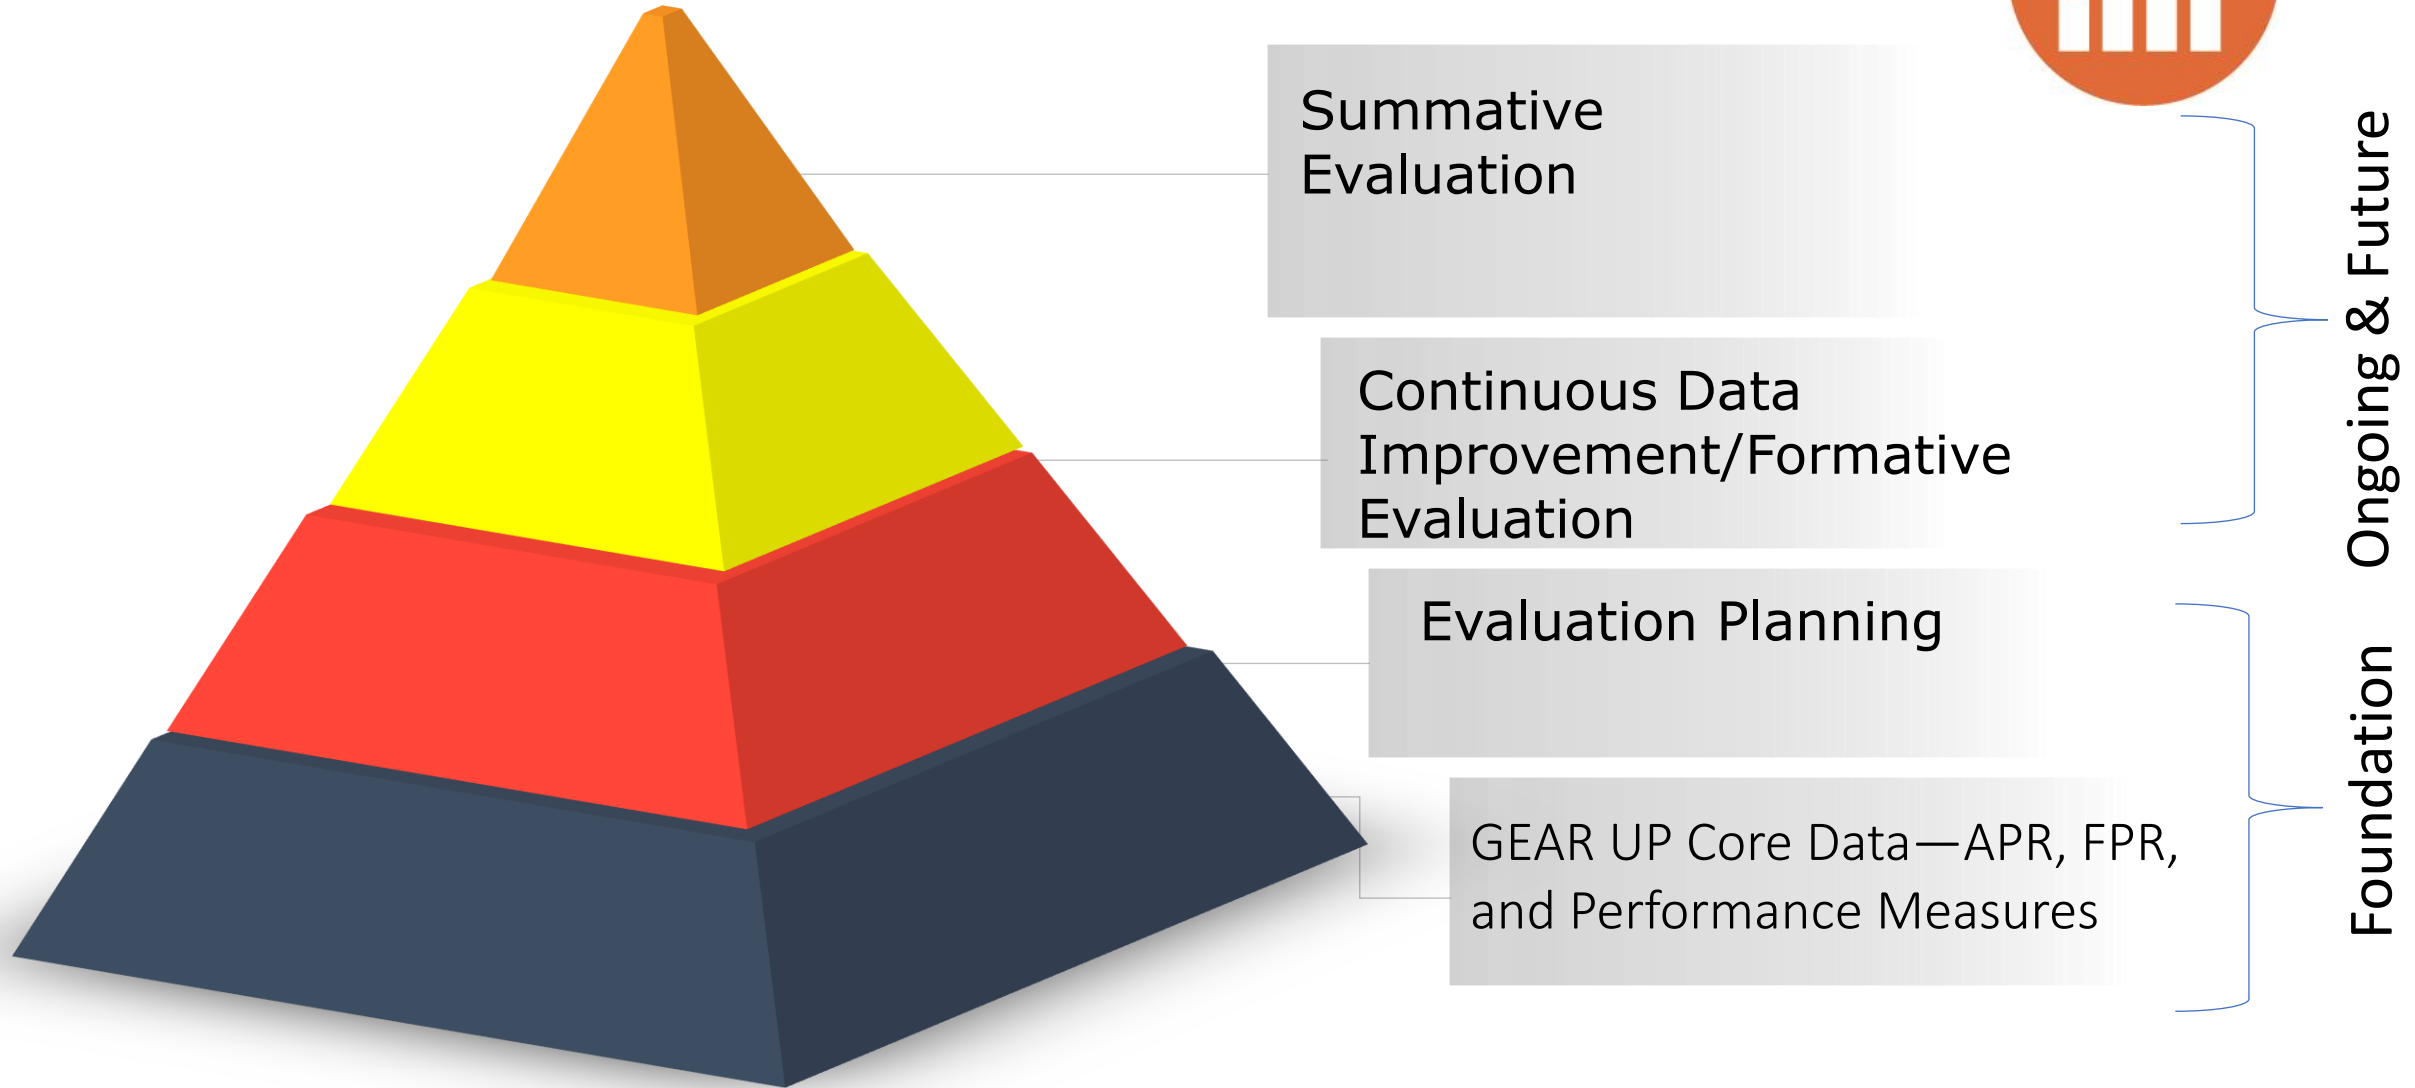 Summative
Evaluation
Continuous Data
Improvement/Formative
Evaluation
Evaluation Planning
GEAR UP Core Data—APR, FPR,
and Performance Measures
Ongoing & Future
Foundation